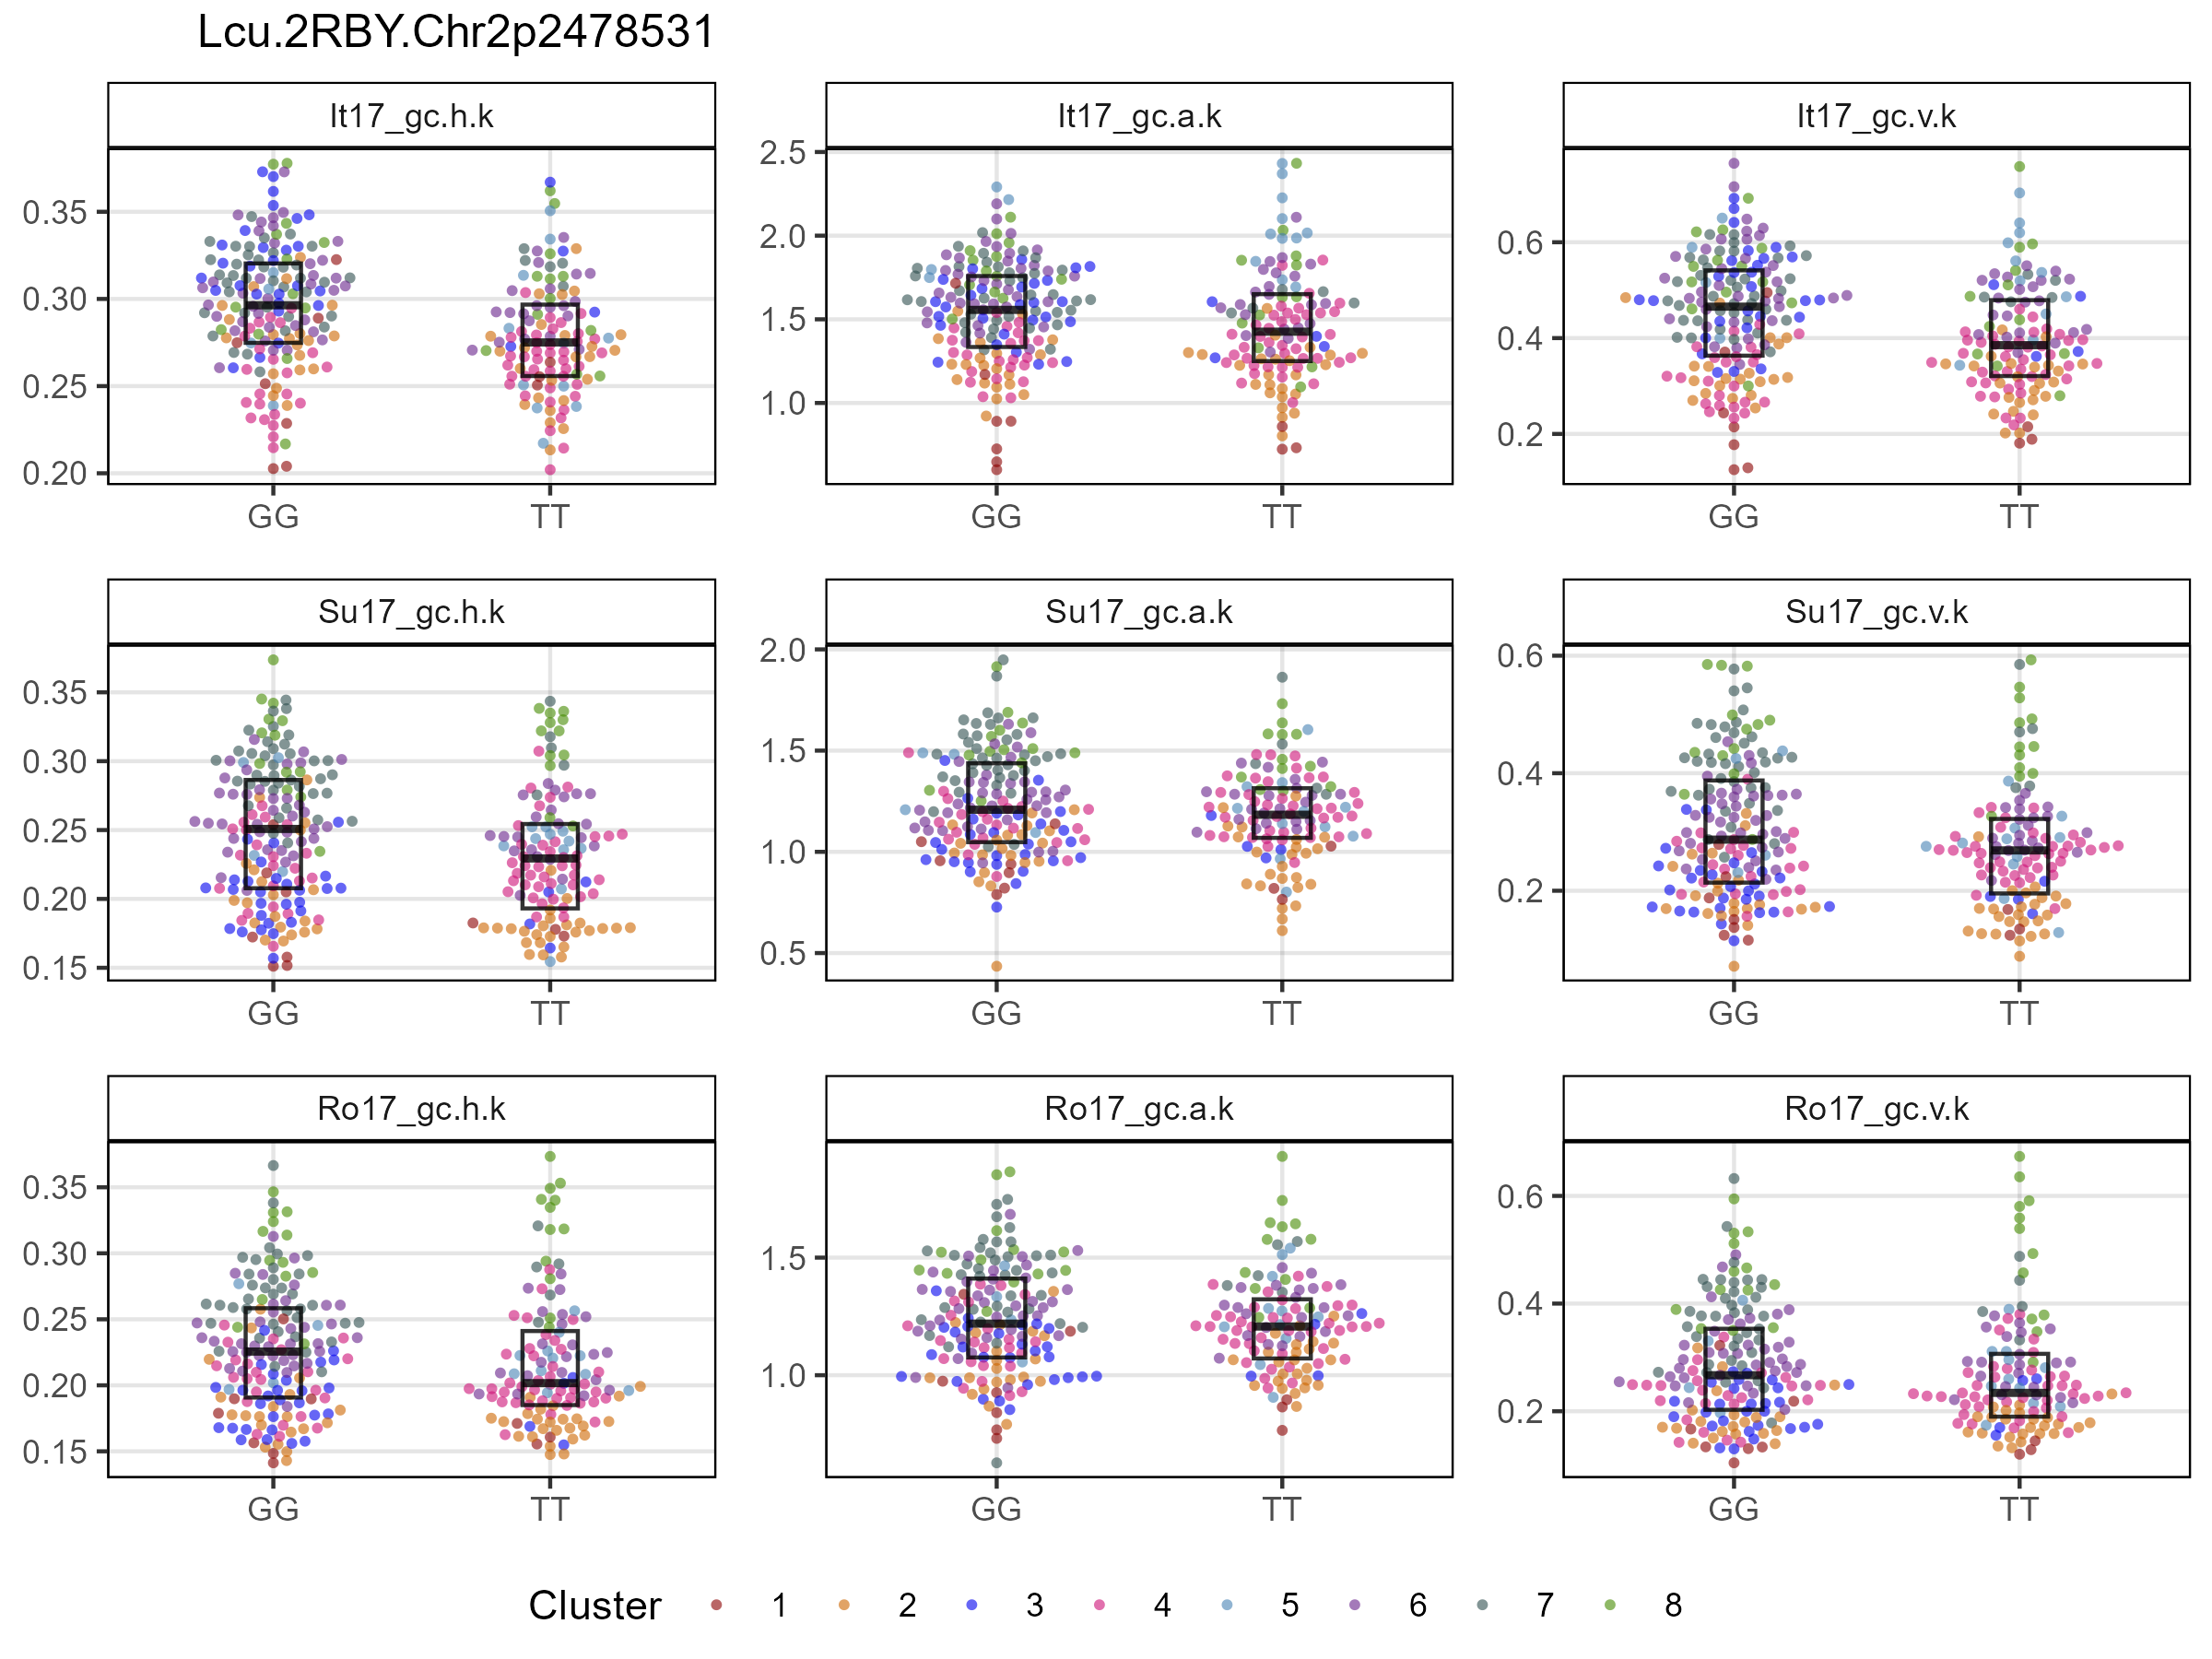 Lcu.2RBY.Chr2p2478531
It17_gc.h.k
It17_gc.a.k
It17_gc.v.k
0.35
0.30
0.25
0.20
GG
TT
2.5
2.0
1.5
1.0
GG
TT
0.6
0.4
0.2
GG
TT
Su17_gc.h.k
Su17_gc.a.k
Su17_gc.v.k
0.35
0.30
0.25
0.20
0.15
GG
TT
2.0
1.5
1.0
0.5
GG
TT
0.6
0.4
0.2
GG
TT
Ro17_gc.h.k
Ro17_gc.a.k
Ro17_gc.v.k
0.35
0.30
0.25
0.20
0.15
GG
TT
1.5
1.0
GG
TT
0.6
0.4
0.2
GG
TT
Cluster 1 2 3 4 5 6 7 8